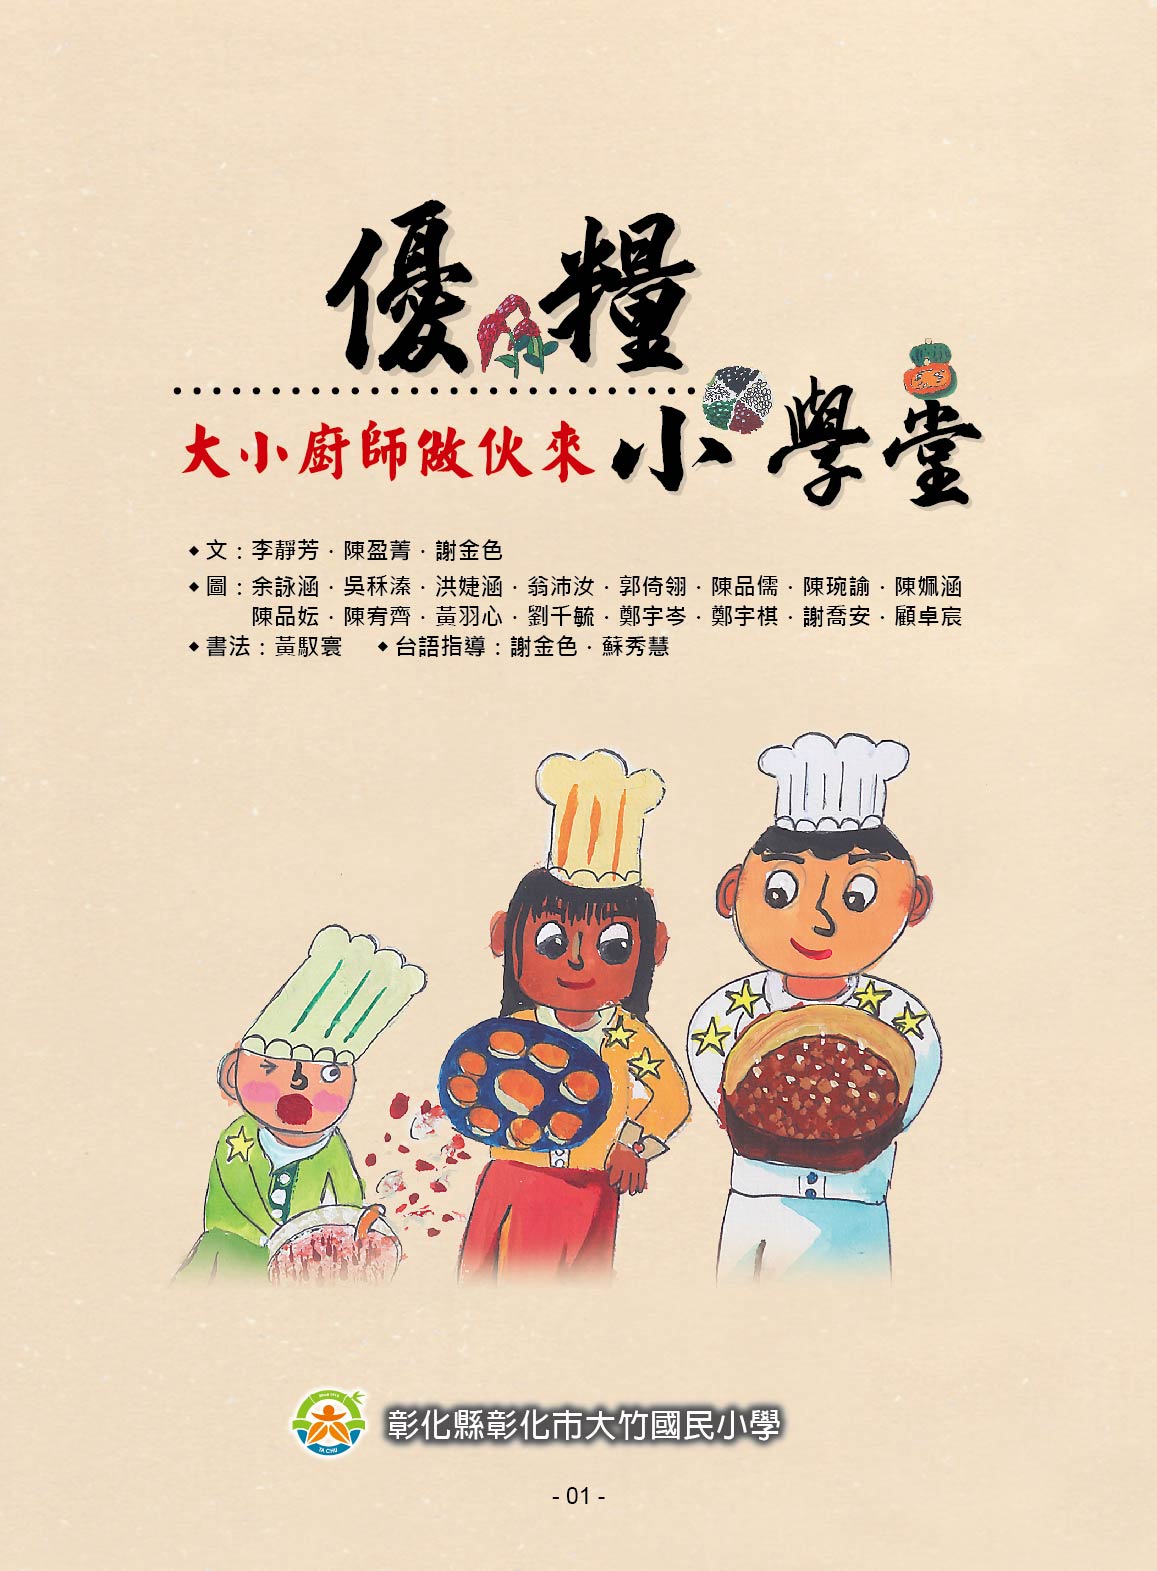 優糧
小學堂
大小廚師做伙來
◆文：李靜芳．陳盈菁．謝金色
◆圖：余詠涵．吳秝溱．洪婕涵．翁沛汝．郭倚翎．陳品儒．陳琬諭．陳姵涵
陳品妘．陳宥齊．黃羽心．劉千毓．鄭宇岑．鄭宇棋．謝喬安．顧卓宸
◆書法：黃馭寰　◆台語指導：謝金色．蘇秀慧
TA CHU
彰化縣彰化市大竹國民小學
- 01 -